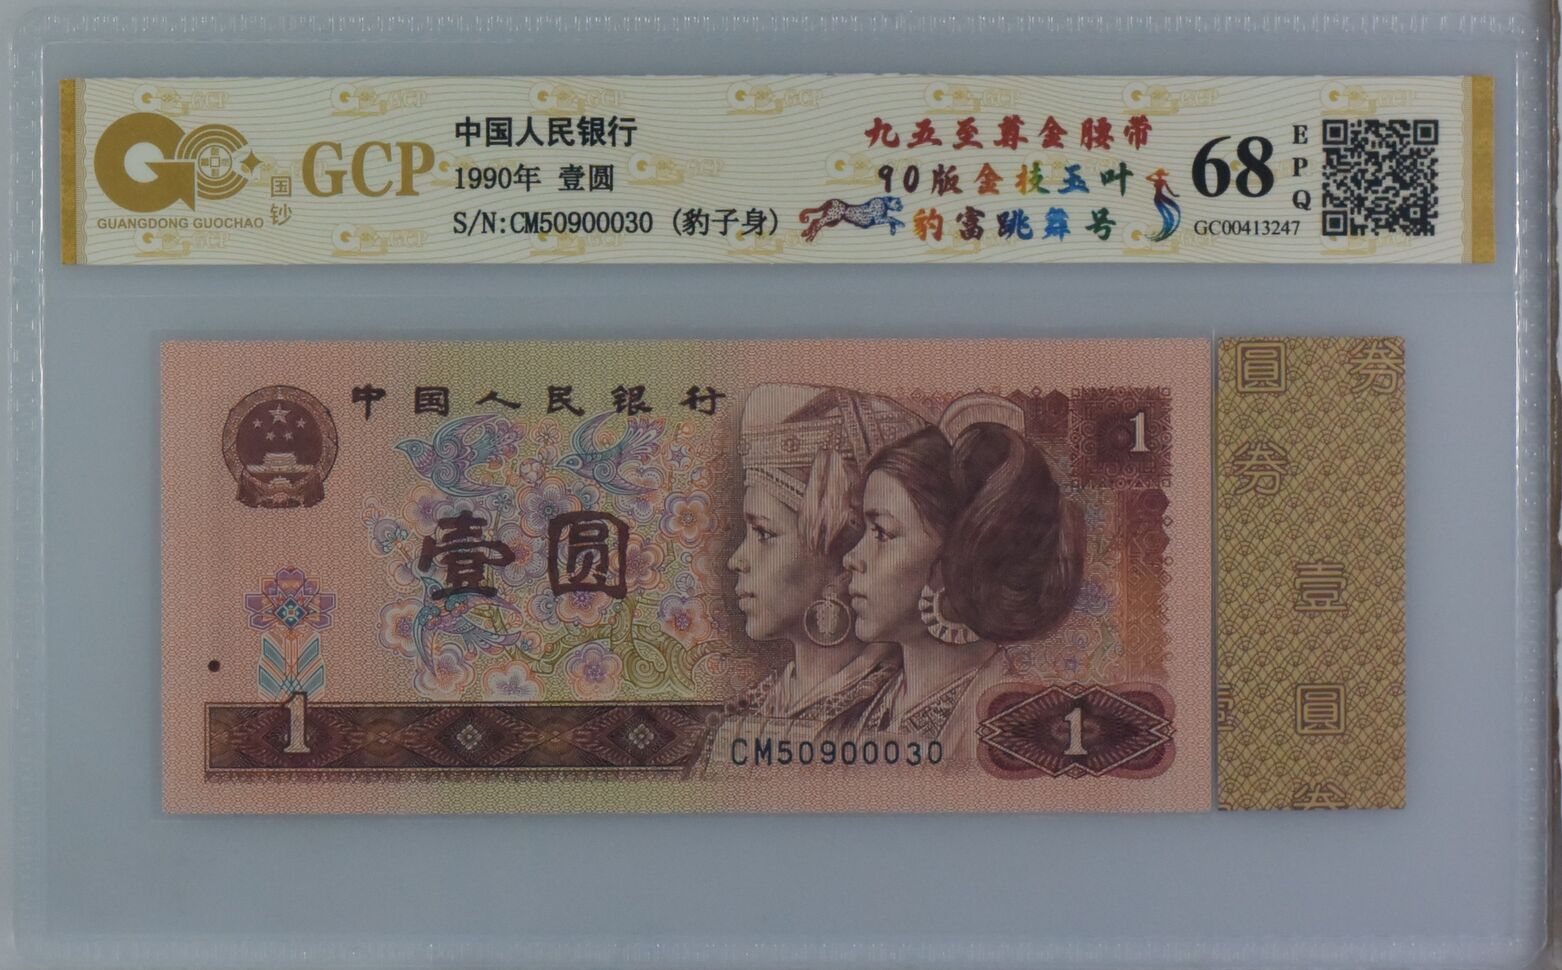 GUANGDONG GUOCHAO
国钞
GCP
中国人民银行
1990年 壹圆
S/N:CM50900030 (豹子身)
九五至尊金腰带
90版金枝玉叶
豹富跳舞号
68
EPQ
GC00413247
中国人民银行
壹圆
1
1
1
CM50900030
圆券
壹圆券
券